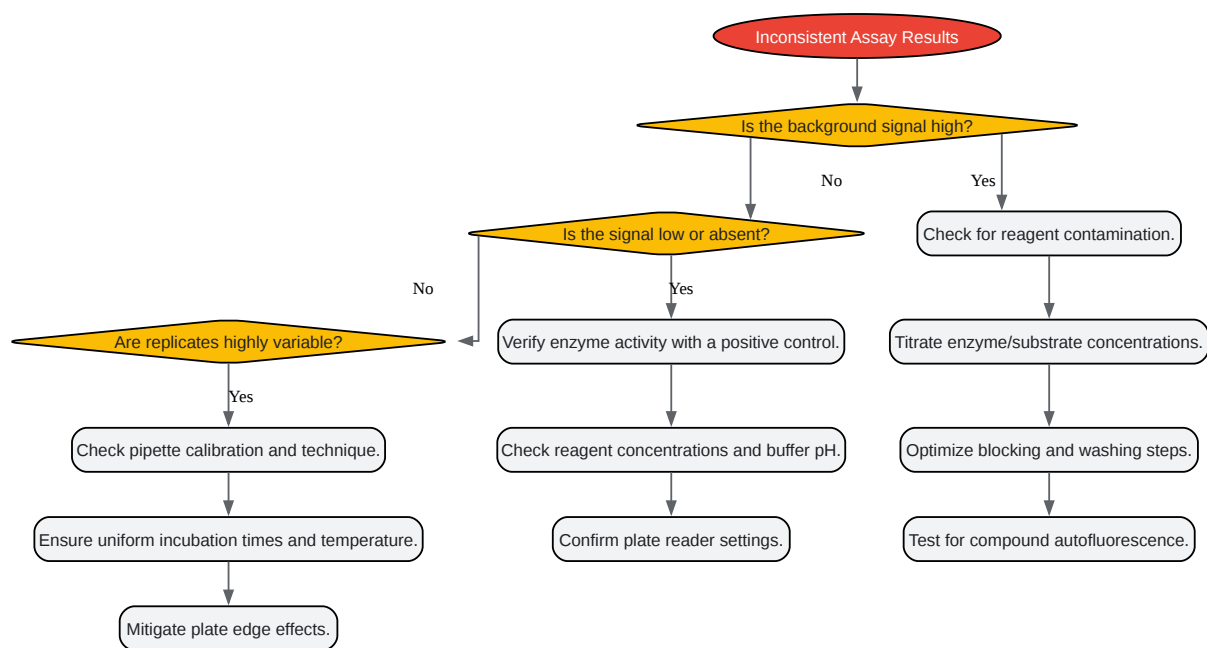 Inconsistent Assay Results
Is the background signal high?
No
Yes
Is the signal low or absent?
Check for reagent contamination.
No
Yes
Are replicates highly variable?
Verify enzyme activity with a positive control.
Titrate enzyme/substrate concentrations.
Yes
Check pipette calibration and technique.
Check reagent concentrations and buffer pH.
Optimize blocking and washing steps.
Ensure uniform incubation times and temperature.
Confirm plate reader settings.
Test for compound autofluorescence.
Mitigate plate edge effects.